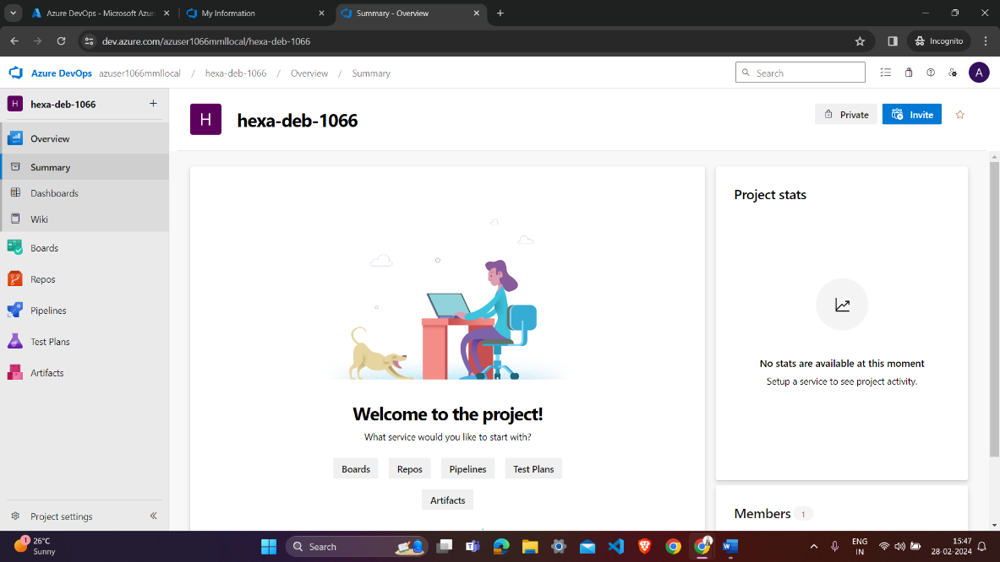 Azure DevOps - Microsoft Azur
My Information
Summary - Overview
dev.azure.com/azuser1066mmllocal/hexa-deb-1066
Incognito
Azure DevOps azuser1066mmllocal / hexa-deb-1066 / Overview / Summary
Search
A
H hexa-deb-1066 +
Overview
Summary
Dashboards
Wiki
Boards
Repos
Pipelines
Test Plans
Artifacts
Project settings
H hexa-deb-1066
Private
Invite
Welcome to the project!
What service would you like to start with?
Boards Repos Pipelines Test Plans
Artifacts
Project stats
No stats are available at this moment
Setup a service to see project activity.
Members 1
1 26°C
Sunny
Search
ENG
IN
15:47
28-02-2024